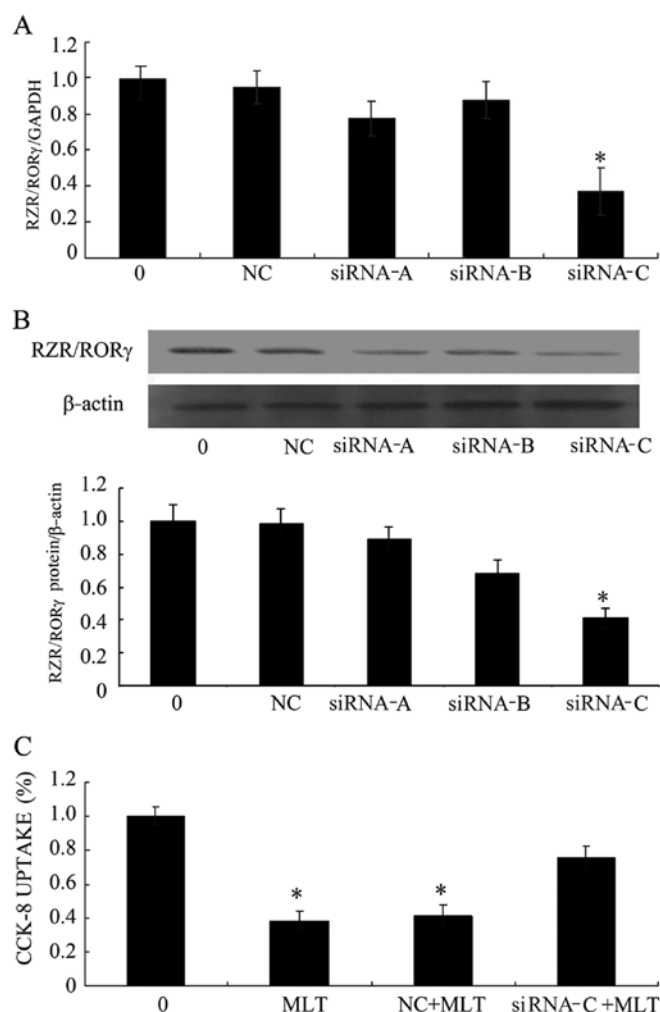 A
RZR/RORγ/GAPDH
1.2
1.0
0.8
0.6
0.4
0.2
0
*
0 NC siRNA-A siRNA-B siRNA-C
B
RZR/RORγ
β-actin
0 NC siRNA-A siRNA-B siRNA-C
RZR/RORγ protein/β-actin
1.2
1.0
0.8
0.6
0.4
0.2
0
*
0 NC siRNA-A siRNA-B siRNA-C
C
CCK-8 UPTAKE (%)
1.2
1.0
0.8
0.6
0.4
0.2
0
* *
0 MLT NC+MLT siRNA-C+MLT